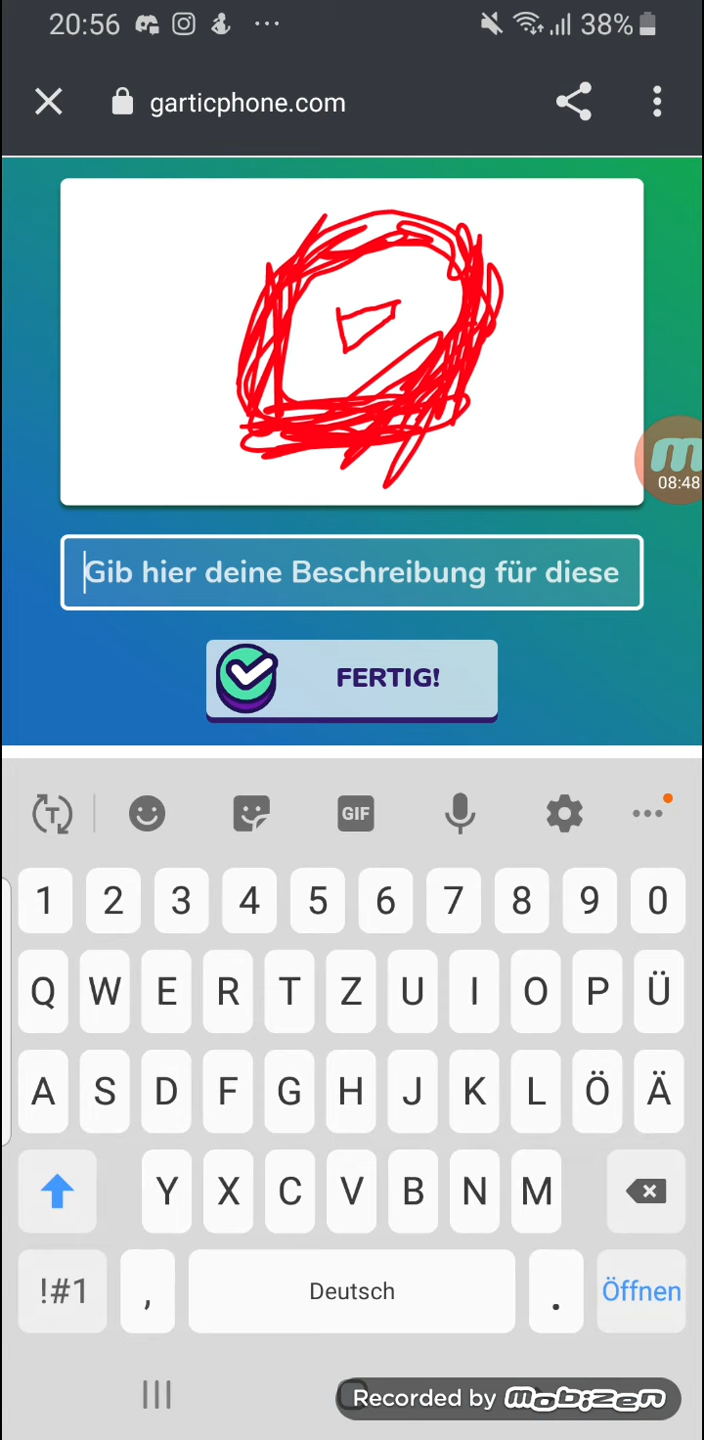 20:56 38%
garticphone.com
08:48
Gib hier deine Beschreibung für diese
FERTIG!
GIF
1 2 3 4 5 6 7 8 9 0
Q W E R T Z U I O P Ü
A S D F G H J K L Ö Ä
Y X C V B N M
!#1 , Deutsch . Öffnen
Recorded by mobizen